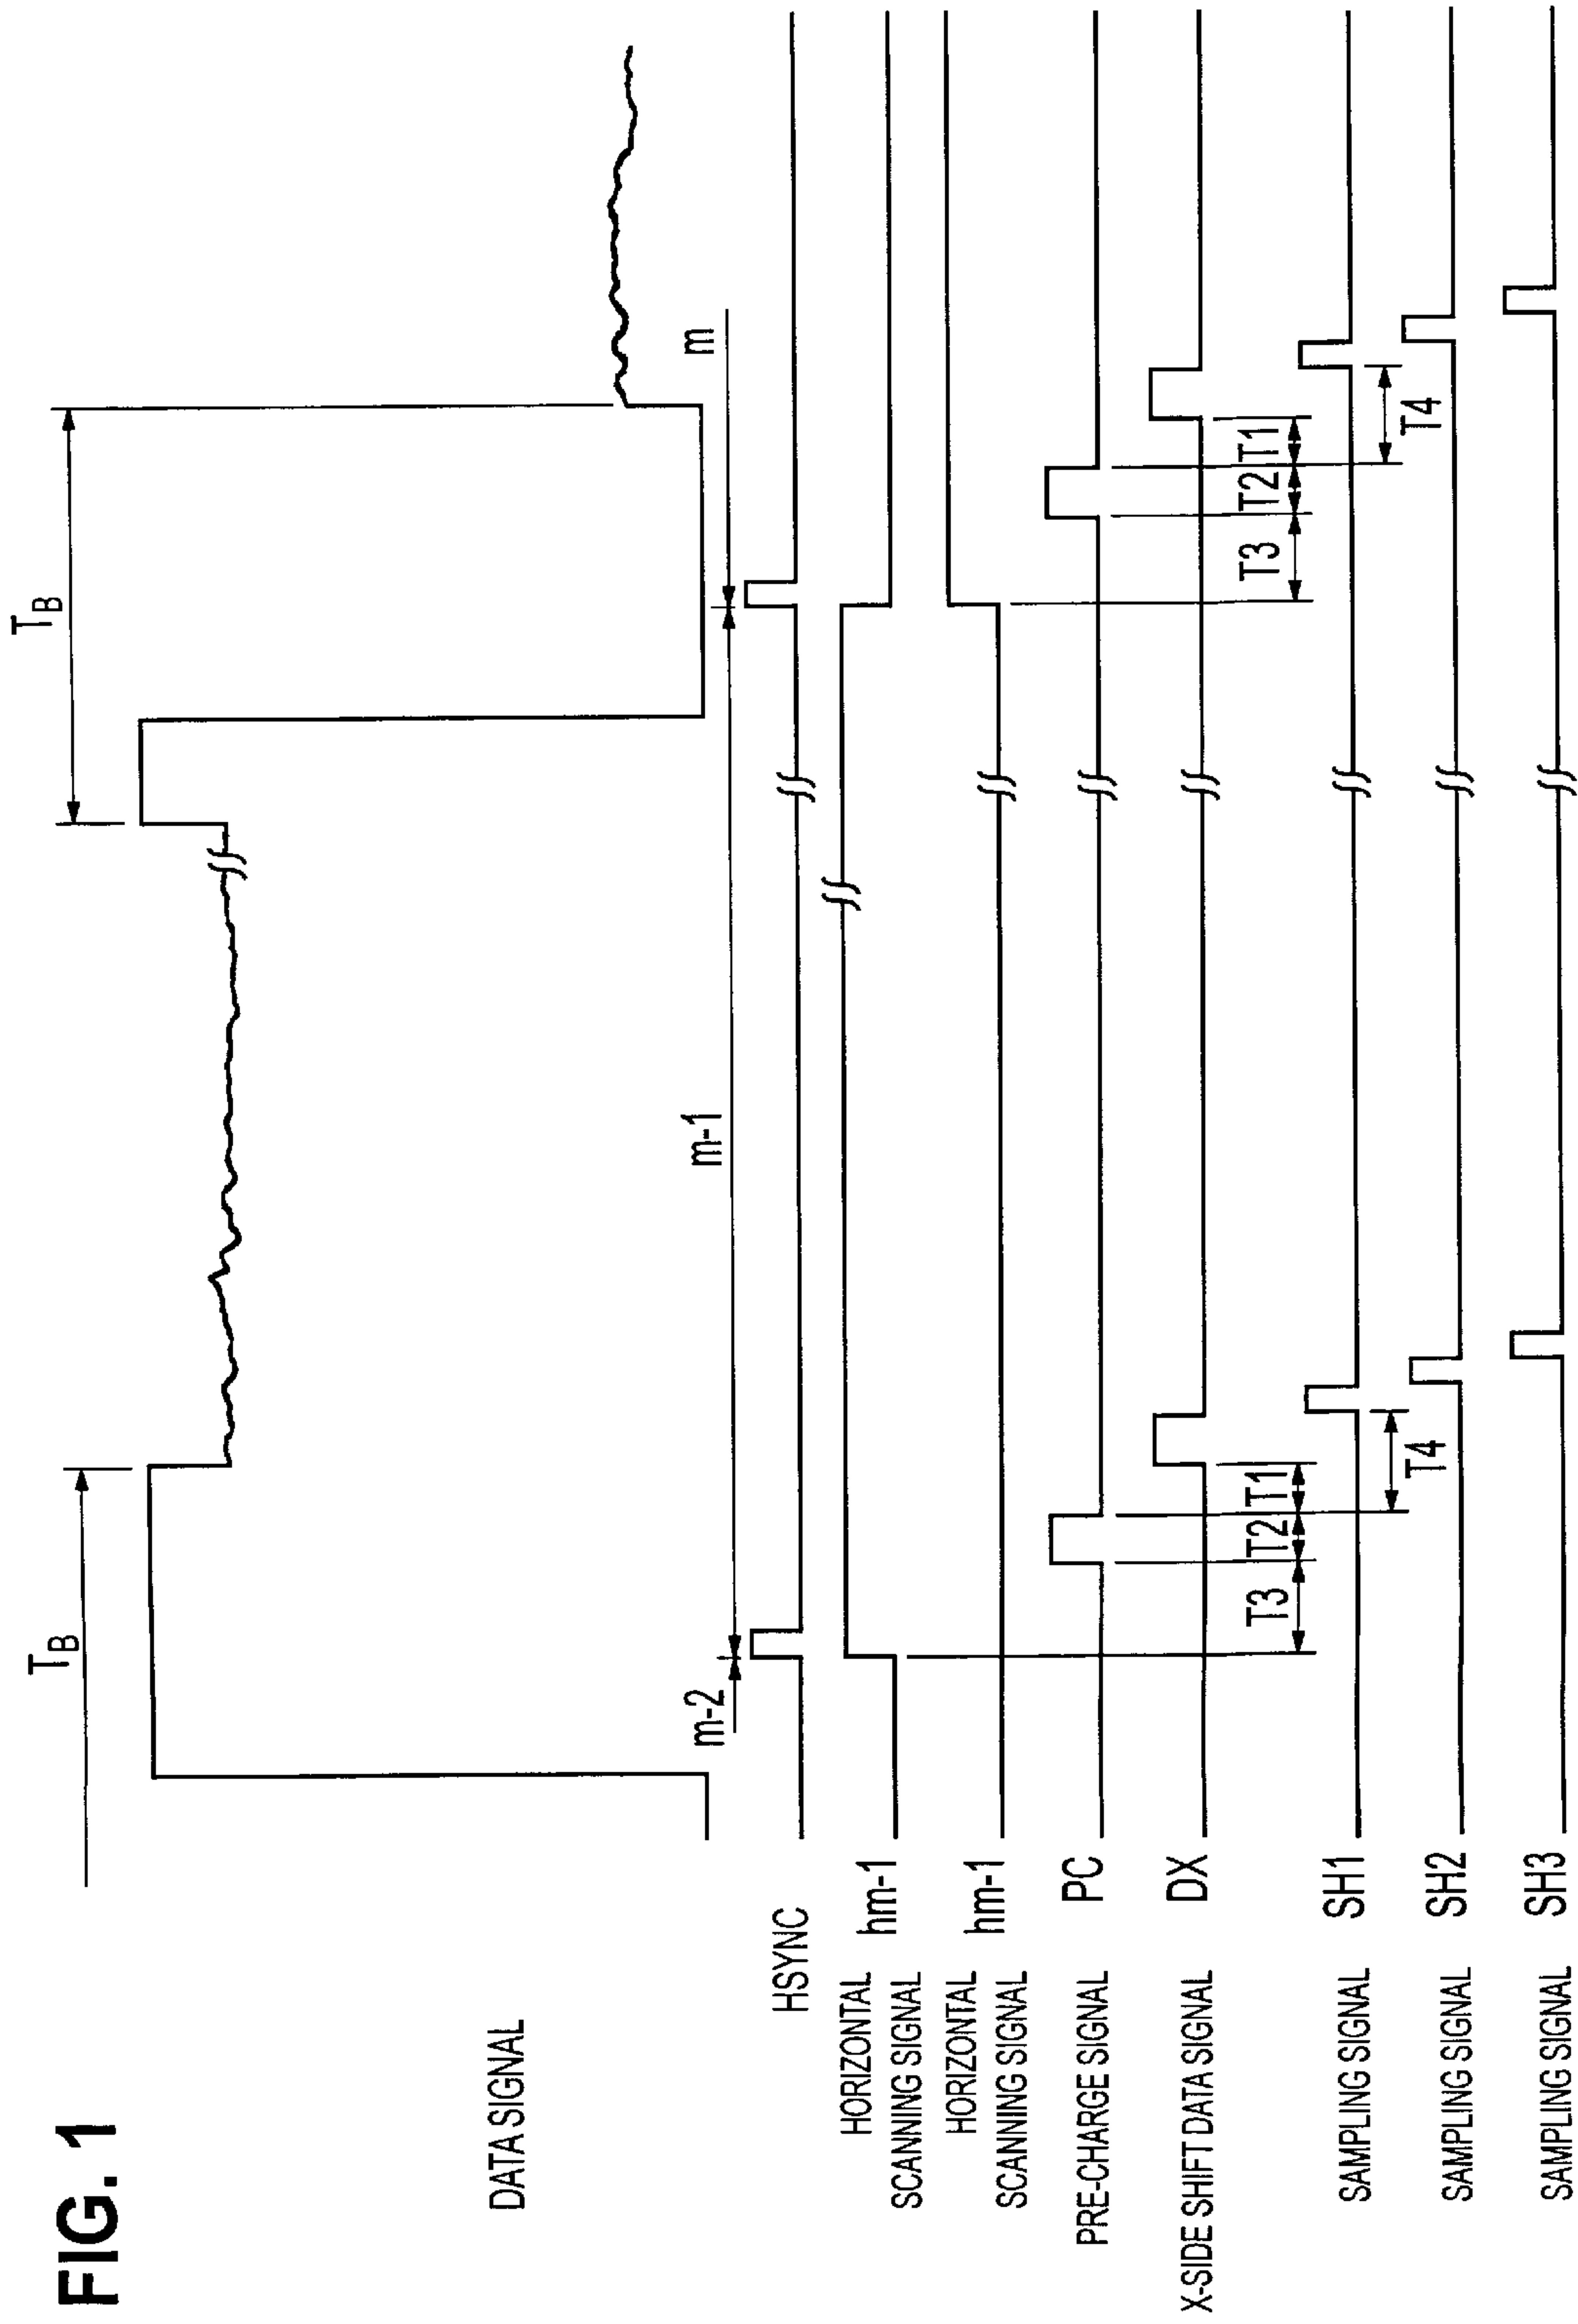 FIG. 1
T B
T B
DATA SIGNAL
m-2
m-1
m
HSYNC
HORIZONTAL
SCANNING SIGNAL
hm-1
HORIZONTAL
SCANNING SIGNAL
hm-1
PRE-CHARGE SIGNAL
PC
X-SIDE SHIFT DATA SIGNAL
DX
T3
T2
T1
T3
T2
T1
SAMPLING SIGNAL
SH1
T4
T4
SAMPLING SIGNAL
SH2
SAMPLING SIGNAL
SH3